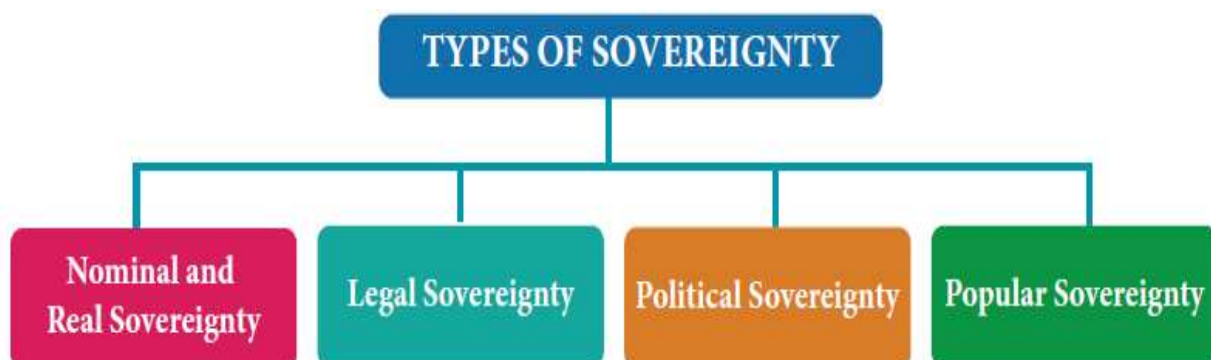 TYPES OF SOVEREIGNTY
Nominal and
Real Sovereignty
Legal Sovereignty
Political Sovereignty
Popular Sovereignty